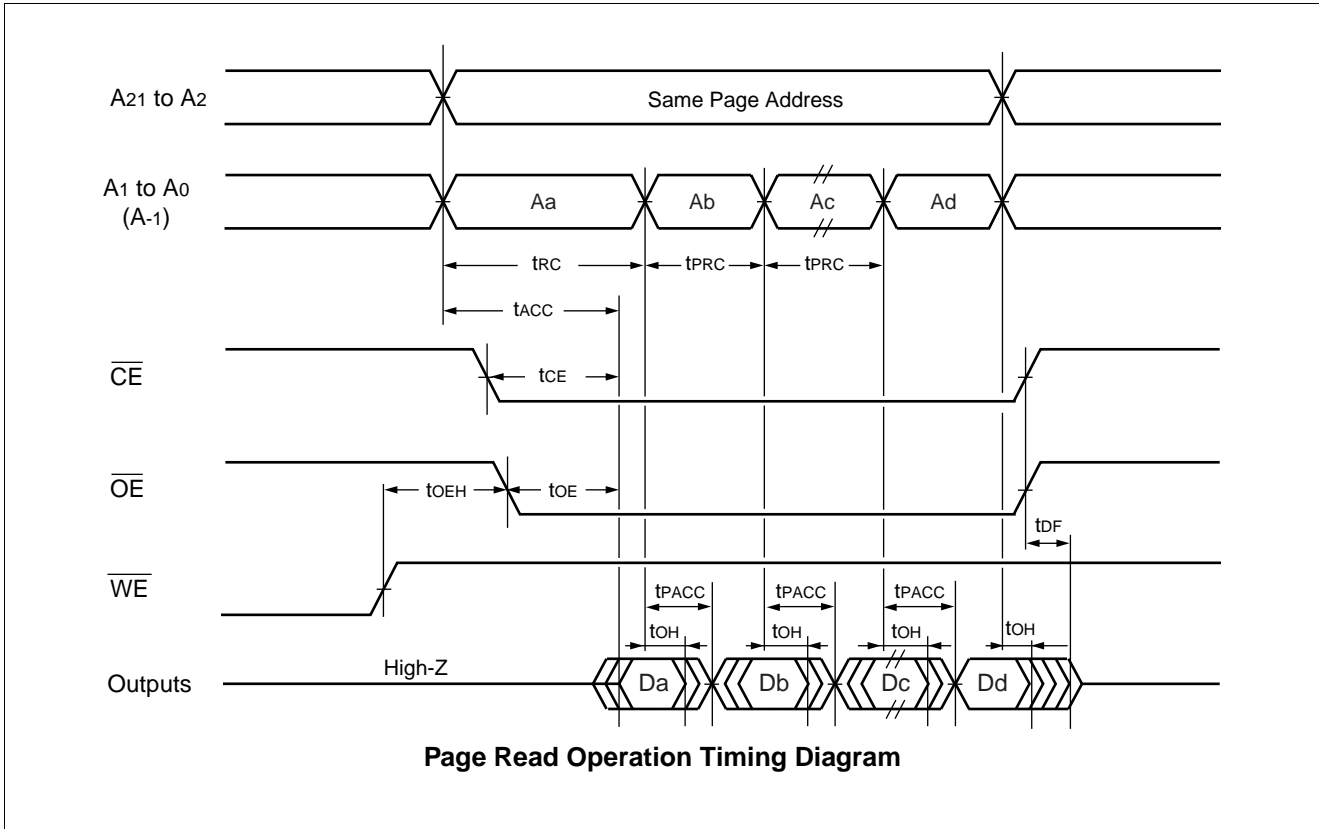 A21 to A2
Same Page Address
A1 to A0
(A-1)
Aa
Ab
Ac
Ad
tRC
tPRC
tPRC
tACC
CE
tCE
OE
tOEH
tOE
tDF
WE
tPACC
tPACC
tPACC
tOH
tOH
tOH
tOH
Outputs
High-Z
Da
Db
Dc
Dd
Page Read Operation Timing Diagram